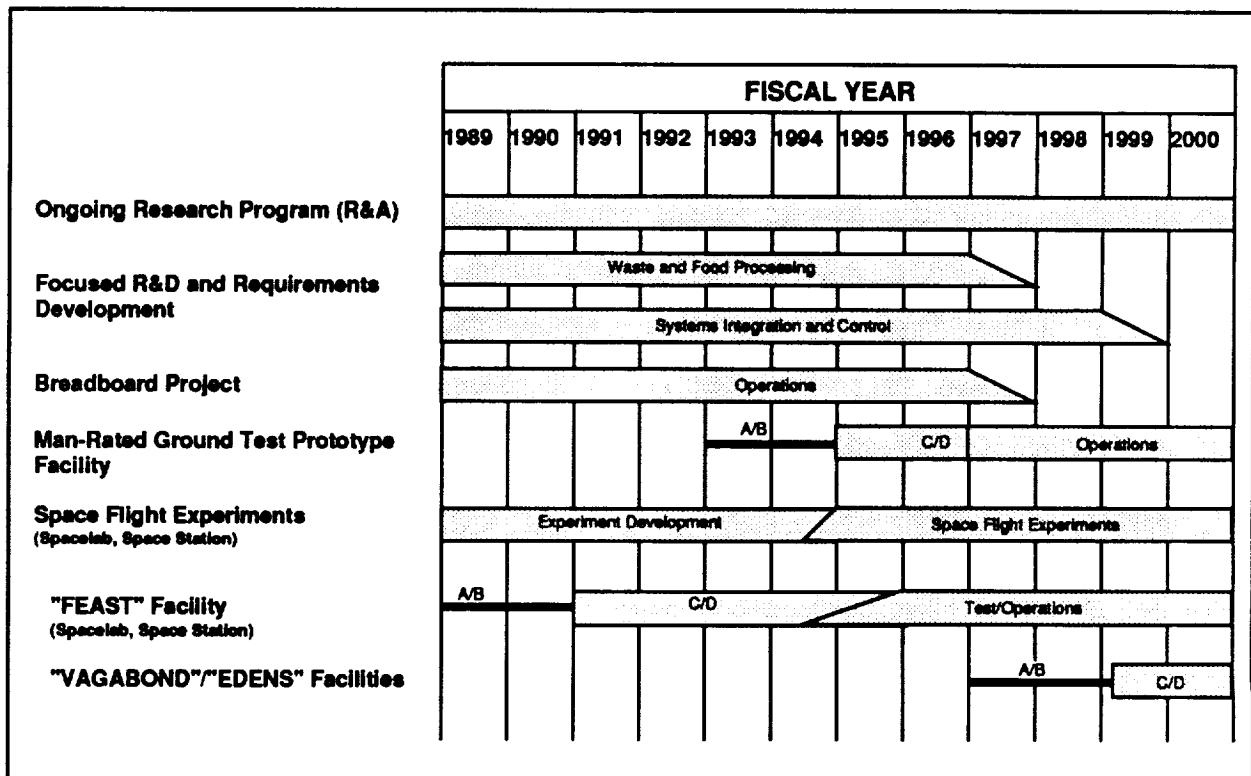 FISCAL YEAR
1989 1990 1991 1992 1993 1994 1995 1996 1997 1998 1999 2000
Ongoing Research Program (R&A)
Waste and Food Processing
Focused R&D and Requirements
Development
Systems Integration and Control
Breadboard Project
Operations
Man-Rated Ground Test Prototype
Facility
A/B
C/D
Operations
Space Flight Experiments
(Spacelab, Space Station)
Experiment Development
Space Flight Experiments
"FEAST" Facility
(Spacelab, Space Station)
A/B
C/D
Test/Operations
"VAGABOND"/"EDENS" Facilities
A/B
C/D